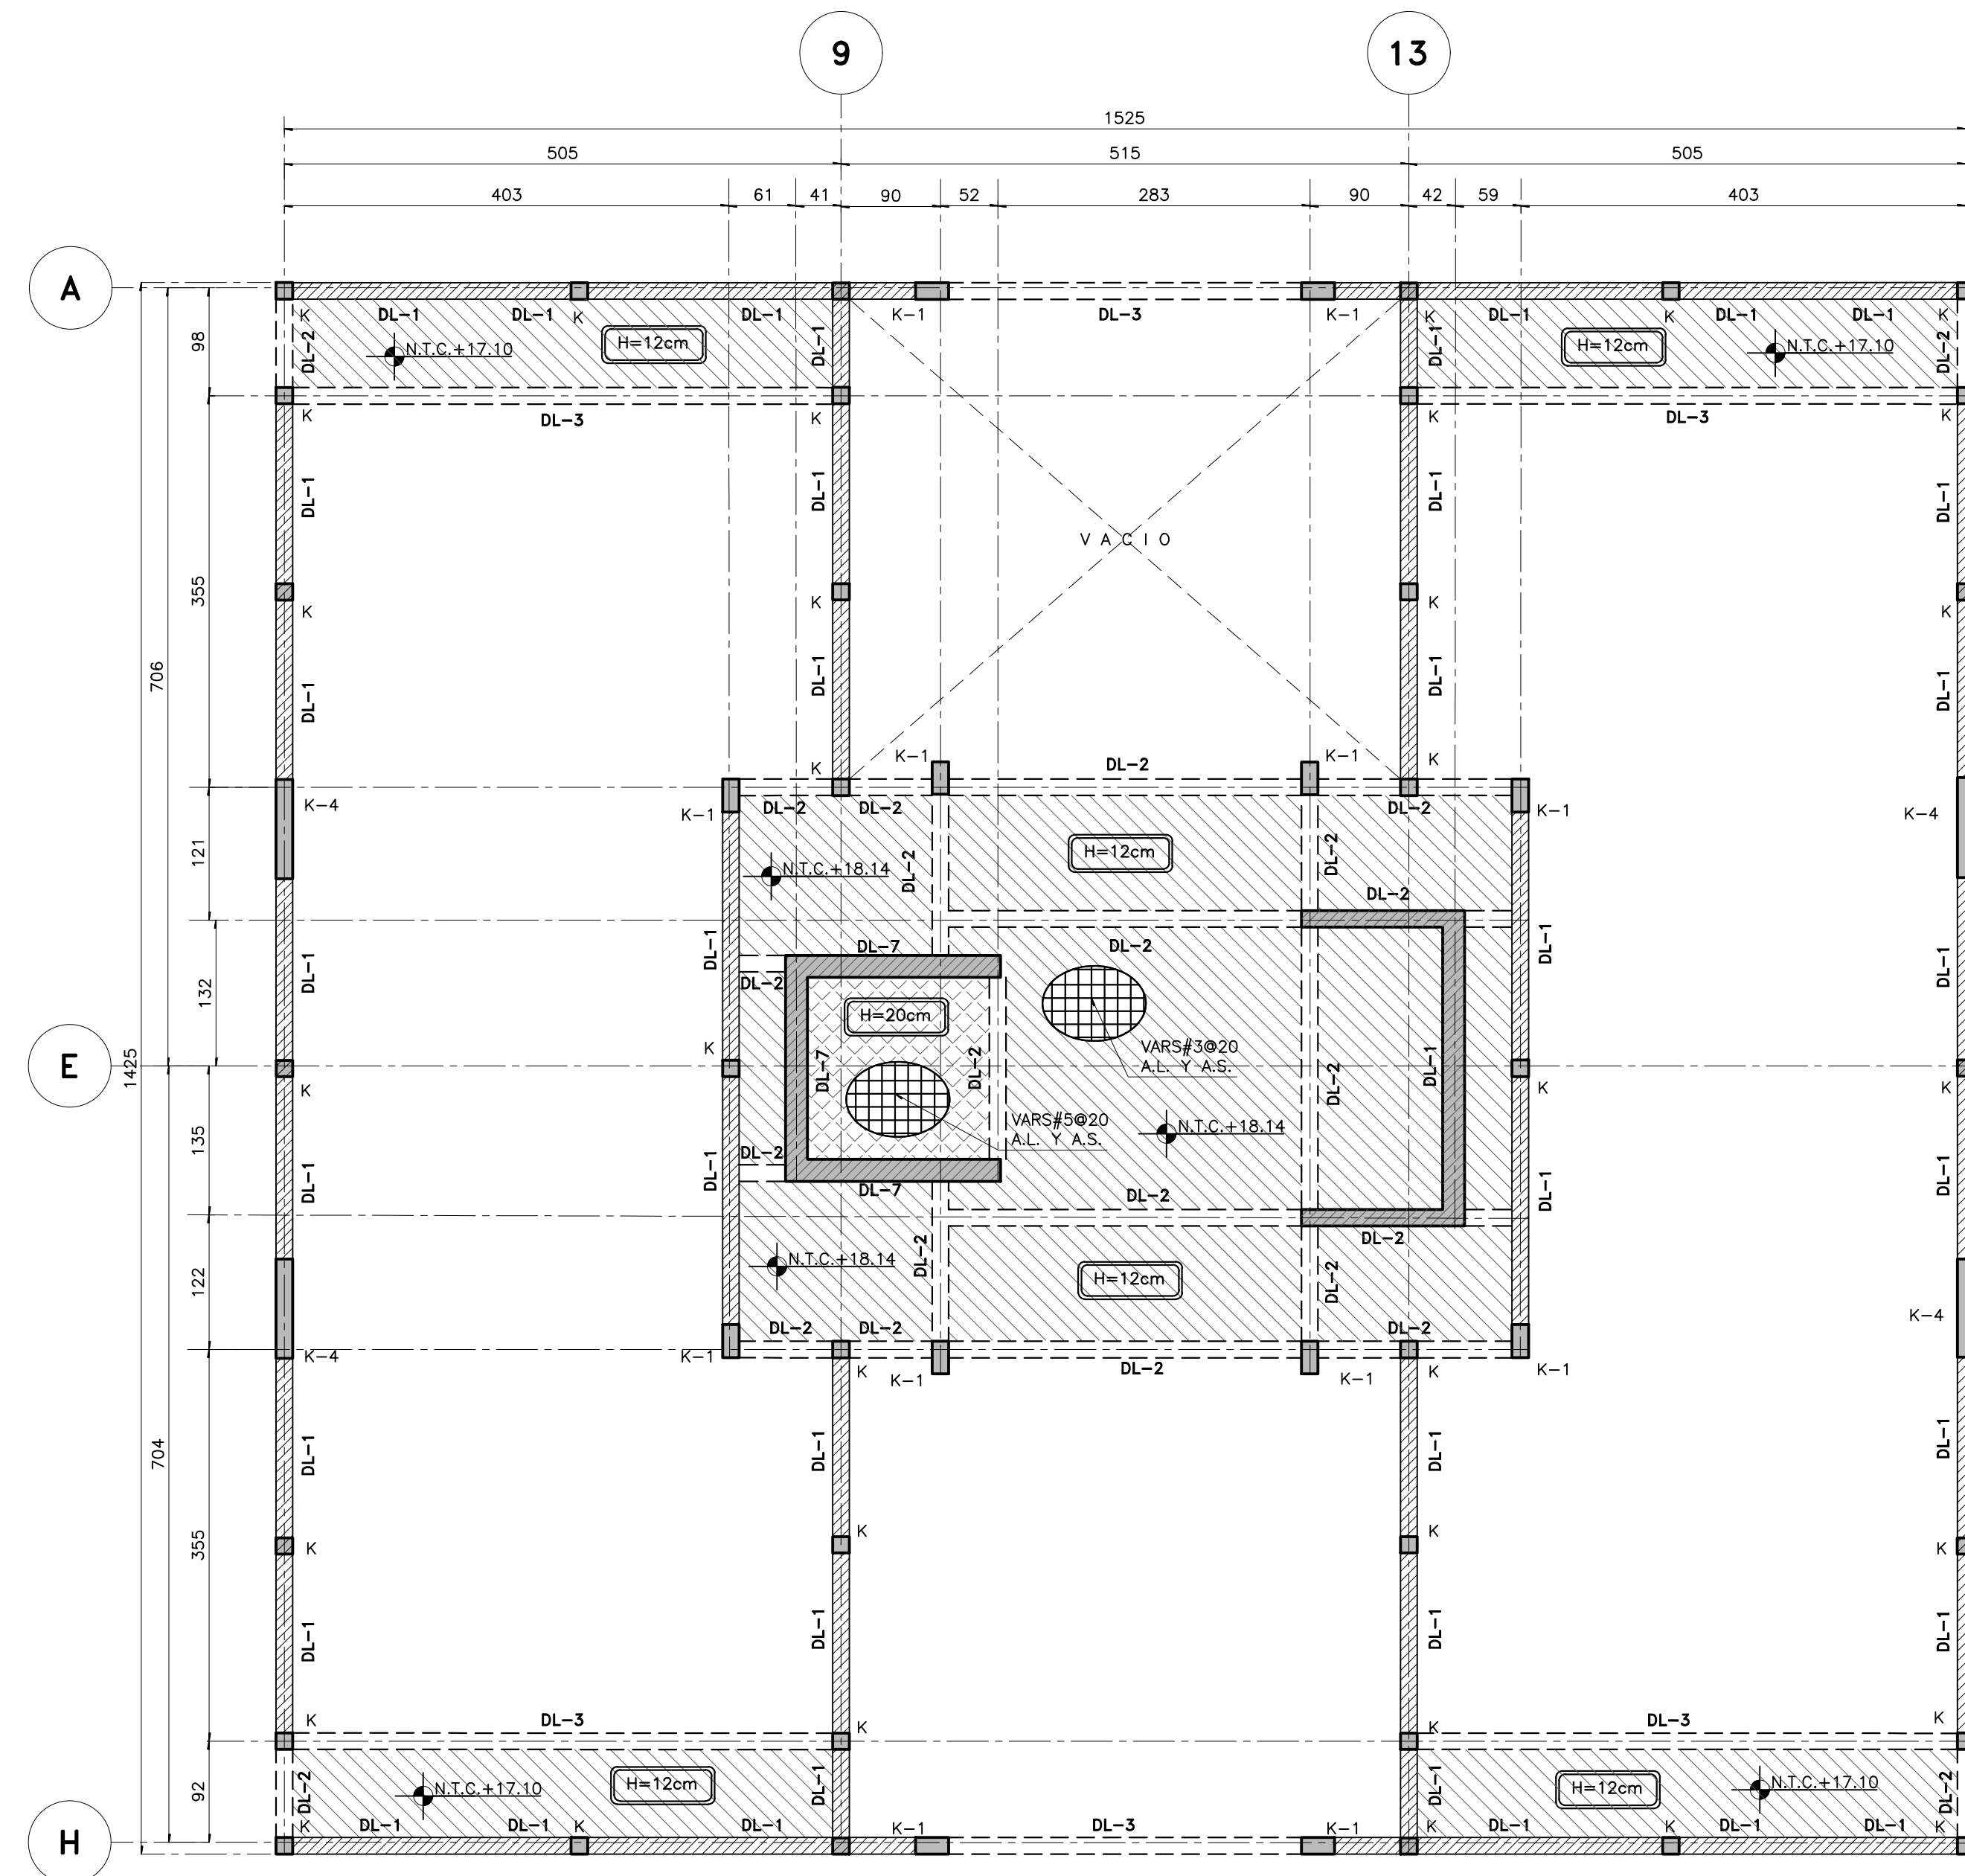 9 13
1525
505 515 505
403 61 41 90 52 283 90 42 59 403
A
K DL-1 DL-1 K DL-1 K-1 DL-3 K-1 K DL-1 K DL-1 DL-1 K
98 DL-2 N.T.C.+17.10 H=12cm DL-1 DL-1 H=12cm N.T.C.+17.10 DL-2
K DL-3 K K DL-3 K
DL-1 DL-1 DL-1 DL-1
VACIO
355 K K K K
706
DL-1 DL-1 DL-1 DL-1
K K-1 DL-2 K-1 K
K-4 K-1 DL-2 DL-2 DL-2 K-1 K-4
121 H=12cm
N.T.C.+18.14 DL-2 DL-2
DL-2
DL-1 DL-1 DL-7 DL-2 DL-1 DL-1
132 DL-2
H=20cm
K VARS#3@20
E A.L. Y A.S.
1425 DL-7 DL-2 DL-2 DL-1
K K K
VARS#5@20
135 A.L. Y A.S. N.T.C.+18.14
DL-2
DL-1 DL-1 DL-7 DL-2 DL-1 DL-1
DL-2
122 N.T.C.+18.14 DL-2 H=12cm DL-2
K-4
DL-2 DL-2 DL-2
K-4 K-1 K K-1 DL-2 K-1 K K-1
704 DL-1 DL-1 DL-1 DL-1
355 K K K K
DL-1 DL-1 DL-1 DL-1
K DL-3 K K DL-3 K
92 DL-2 N.T.C.+17.10 H=12cm DL-1 DL-1 H=12cm N.T.C.+17.10 DL-2
K DL-1 DL-1 K DL-1 K-1 DL-3 K-1 K DL-1 K DL-1 DL-1 K
H